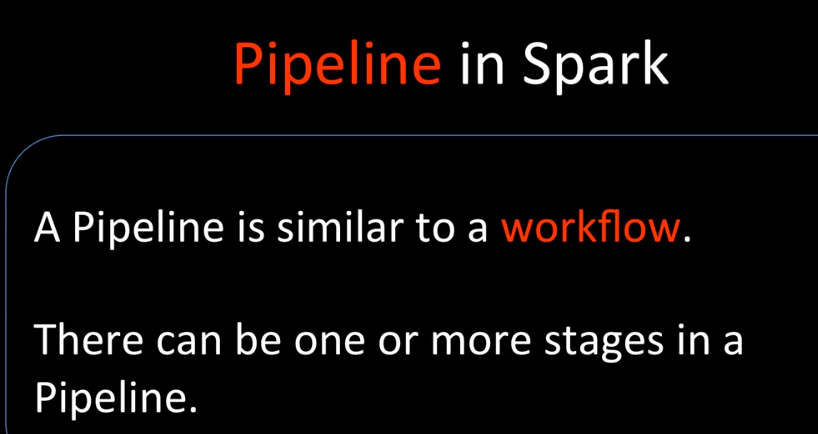 Pipeline in Spark
A Pipeline is similar to a workflow.
There can be one or more stages in a
Pipeline.